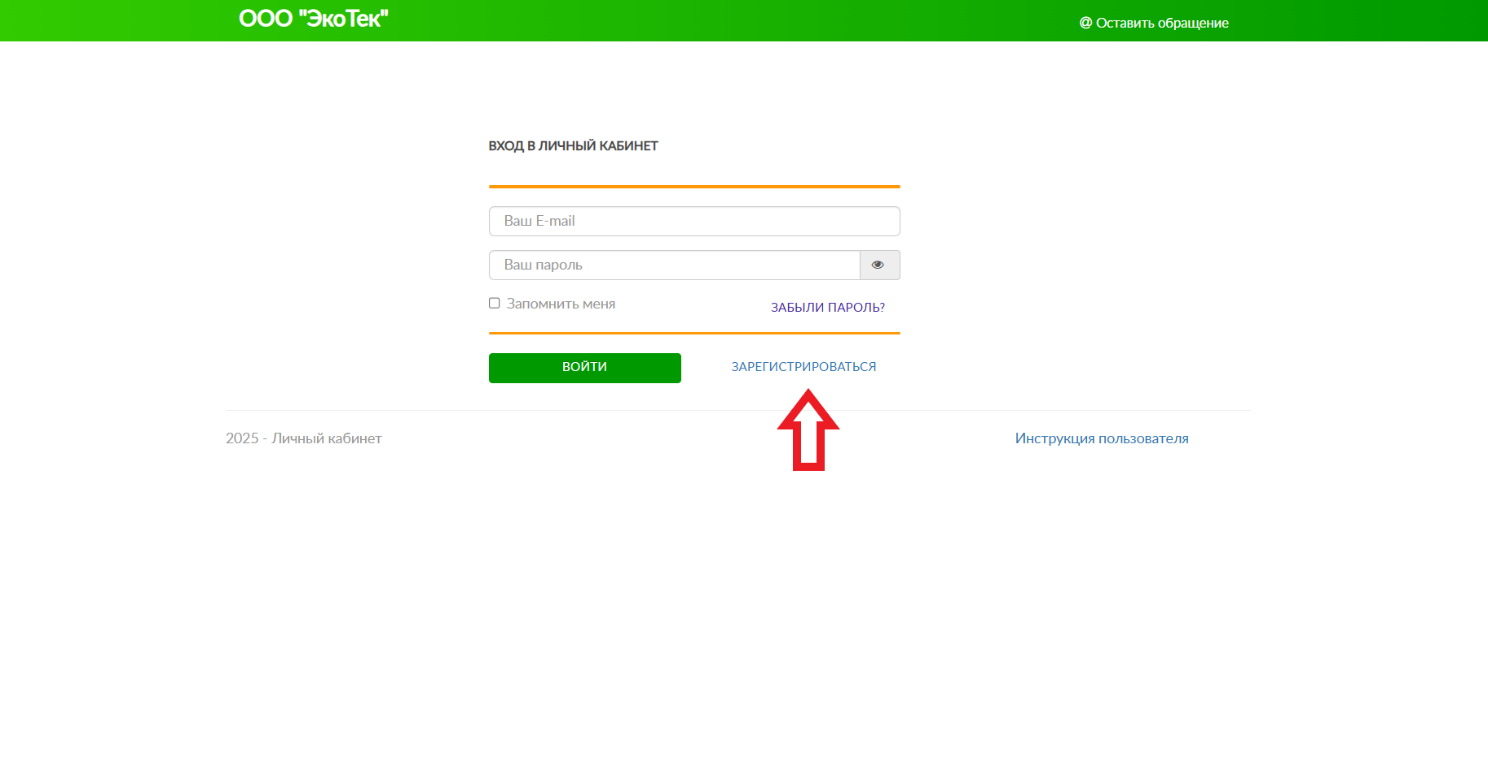 ООО "ЭкоТек"
@ Оставить обращение
ВХОД В ЛИЧНЫЙ КАБИНЕТ
Ваш E-mail
Ваш пароль
Запомнить меня
ЗАБЫЛИ ПАРОЛЬ?
ВОЙТИ
ЗАРЕГИСТРИРОВАТЬСЯ
2025 - Личный кабинет
Инструкция пользователя